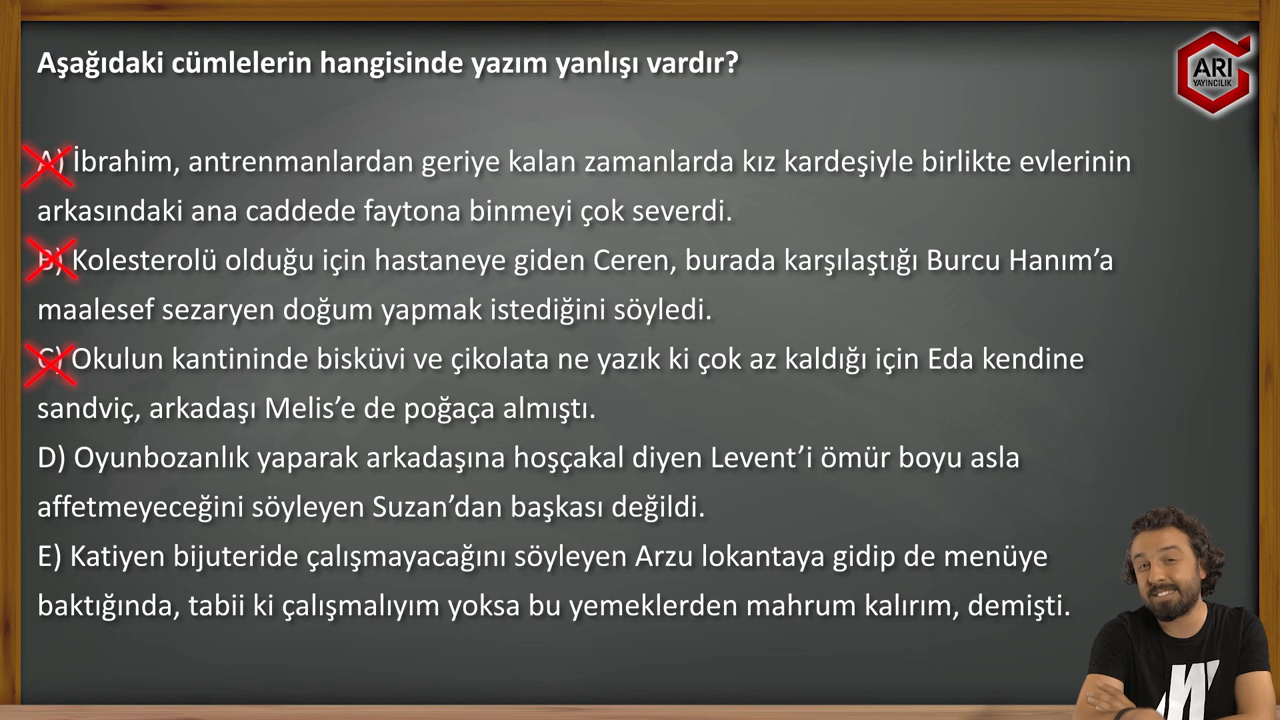 Aşağıdaki cümlelerin hangisinde yazım yanlışı vardır?
ARI
YAYINCILIK
A) İbrahim, antrenmanlardan geriye kalan zamanlarda kız kardeşiyle birlikte evlerinin
arkasındaki ana caddede faytona binmeyi çok severdi.
B) Kolesterolü olduğu için hastaneye giden Ceren, burada karşılaştığı Burcu Hanım’a
maalesef sezaryen doğum yapmak istediğini söyledi.
C) Okulun kantininde bisküvi ve çikolata ne yazık ki çok az kaldığı için Eda kendine
sandviç, arkadaşı Melis’e de poğaça almıştı.
D) Oyunbozanlık yaparak arkadaşına hoşçakal diyen Levent’i ömür boyu asla
affetmeyeceğini söyleyen Suzan’dan başkası değildi.
E) Katiyen bijuteride çalışmayacağını söyleyen Arzu lokantaya gidip de menüye
baktığında, tabii ki çalışmalıyım yoksa bu yemeklerden mahrum kalırım, demişti.